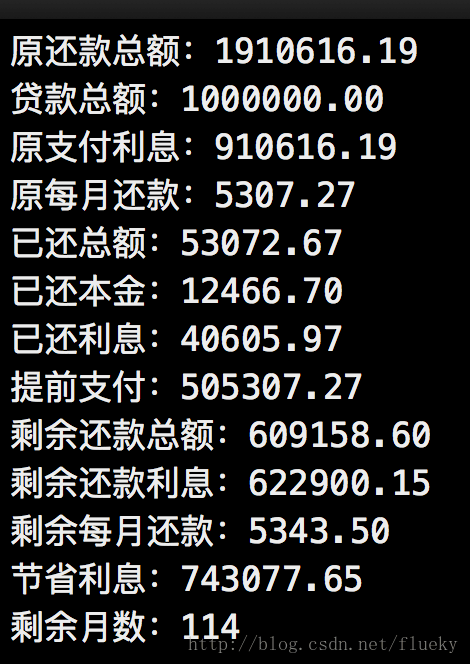 原还款总额：1910616.19
贷款总额：1000000.00
原支付利息：910616.19
原每月还款：5307.27
已还总额：53072.67
已还本金：12466.70
已还利息：40605.97
提前支付：505307.27
剩余还款总额：609158.60
剩余还款利息：622900.15
剩余每月还款：5343.50
节省利息：743077.65
剩余月数：114
http://blog.csdn.net/flueky